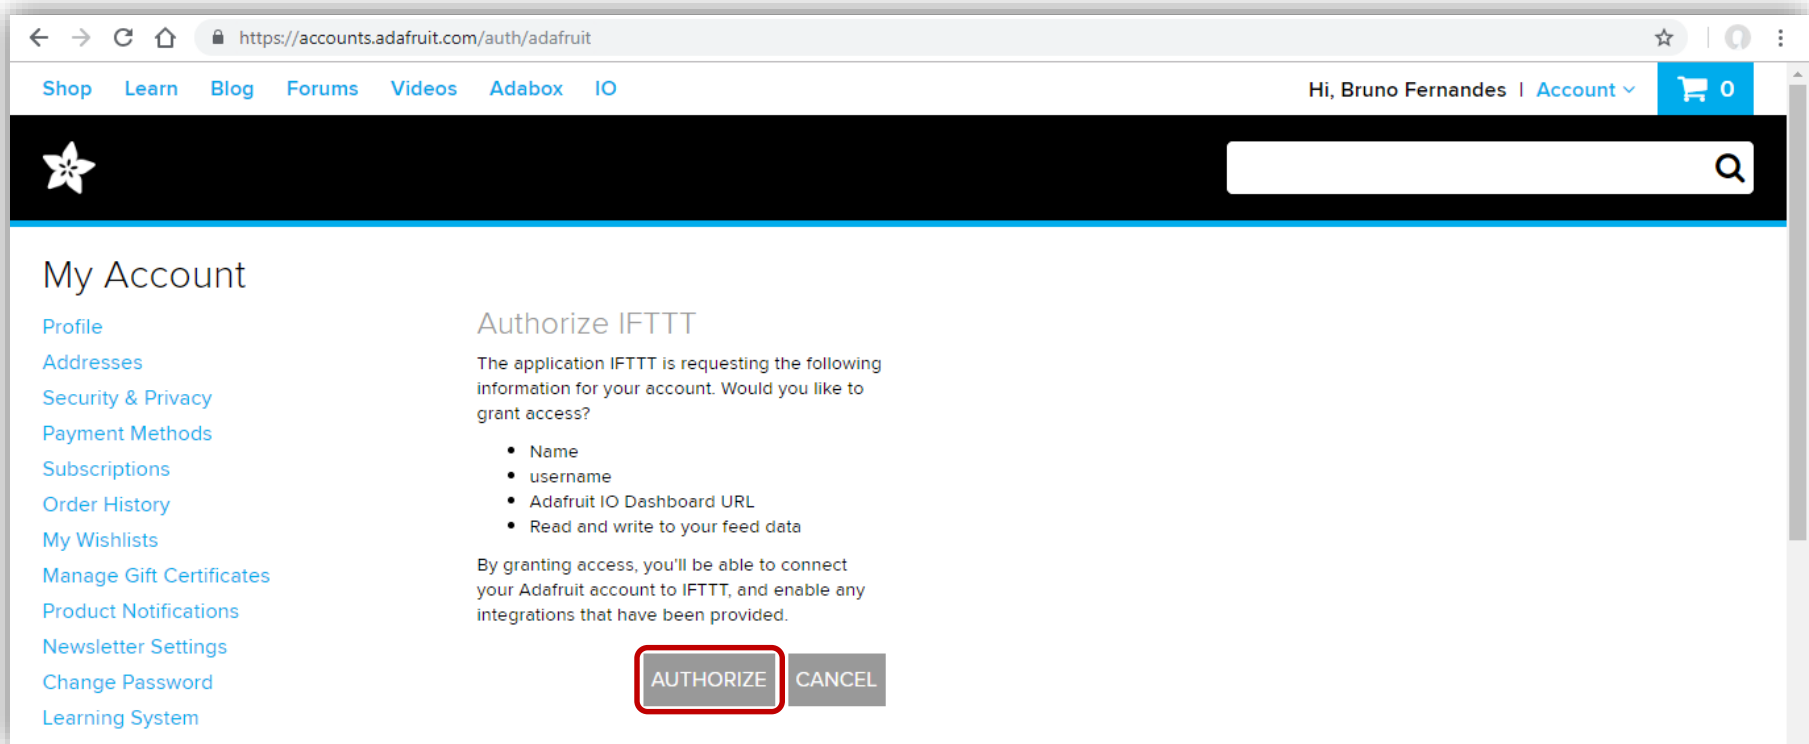 https://accounts.adafruit.com/auth/adafruit
Shop Learn Blog Forums Videos Adabox IO
Hi, Bruno Fernandes | Account
0
My Account
Profile
Addresses
Security & Privacy
Payment Methods
Subscriptions
Order History
My Wishlists
Manage Gift Certificates
Product Notifications
Newsletter Settings
Change Password
Learning System
Authorize IFTTT
The application IFTTT is requesting the following
information for your account. Would you like to
grant access?
• Name
• username
• Adafruit IO Dashboard URL
• Read and write to your feed data
By granting access, you'll be able to connect
your Adafruit account to IFTTT, and enable any
integrations that have been provided.
AUTHORIZE CANCEL